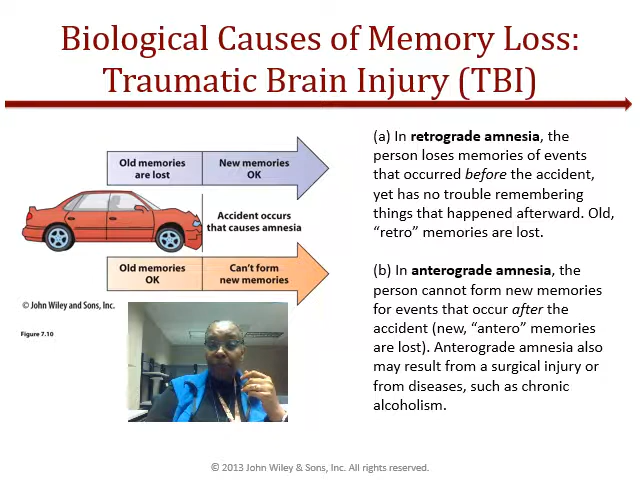 Biological Causes of Memory Loss:
Traumatic Brain Injury (TBI)
Old memories
are lost
New memories
OK
Accident occurs
that causes amnesia
Old memories
OK
Can't form
new memories
© John Wiley and Sons, Inc.
Figure 7.10
(a) In retrograde amnesia, the
person loses memories of events
that occurred before the accident,
yet has no trouble remembering
things that happened afterward. Old,
“retro” memories are lost.
(b) In anterograde amnesia, the
person cannot form new memories
for events that occur after the
accident (new, “antero” memories
are lost). Anterograde amnesia also
may result from a surgical injury or
from diseases, such as chronic
alcoholism.
© 2013 John Wiley & Sons, Inc. All rights reserved.